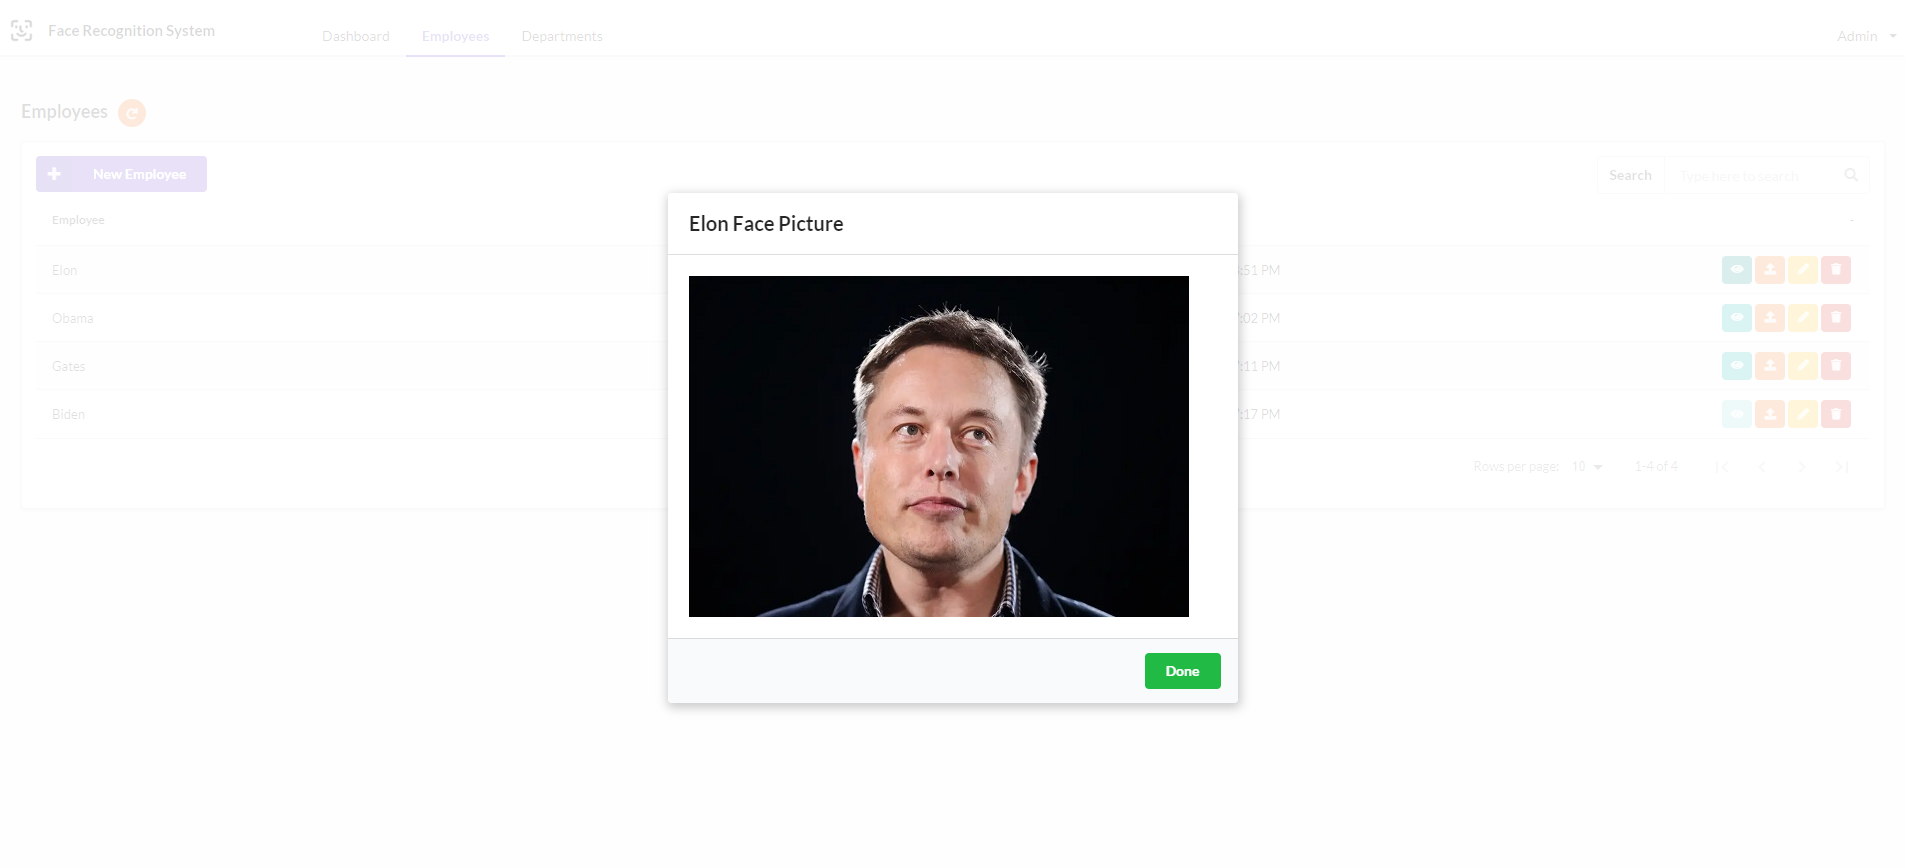 Face Recognition System
Dashboard Employees Departments
Admin
Employees
New Employee
Search Type here to search
Employee -
Elon :51 PM
Obama :02 PM
Gates :11 PM
Biden :17 PM
Rows per page: 10 1-4 of 4
Elon Face Picture
Done